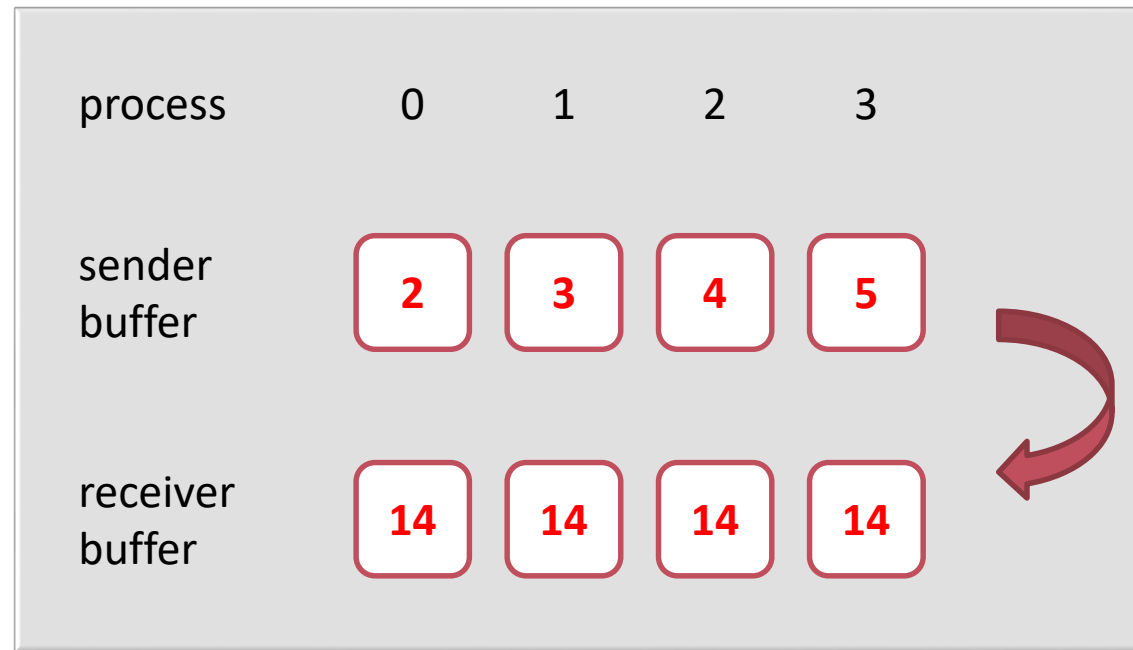 process 0 1 2 3
sender
buffer
2 3 4 5
receiver
buffer
14 14 14 14